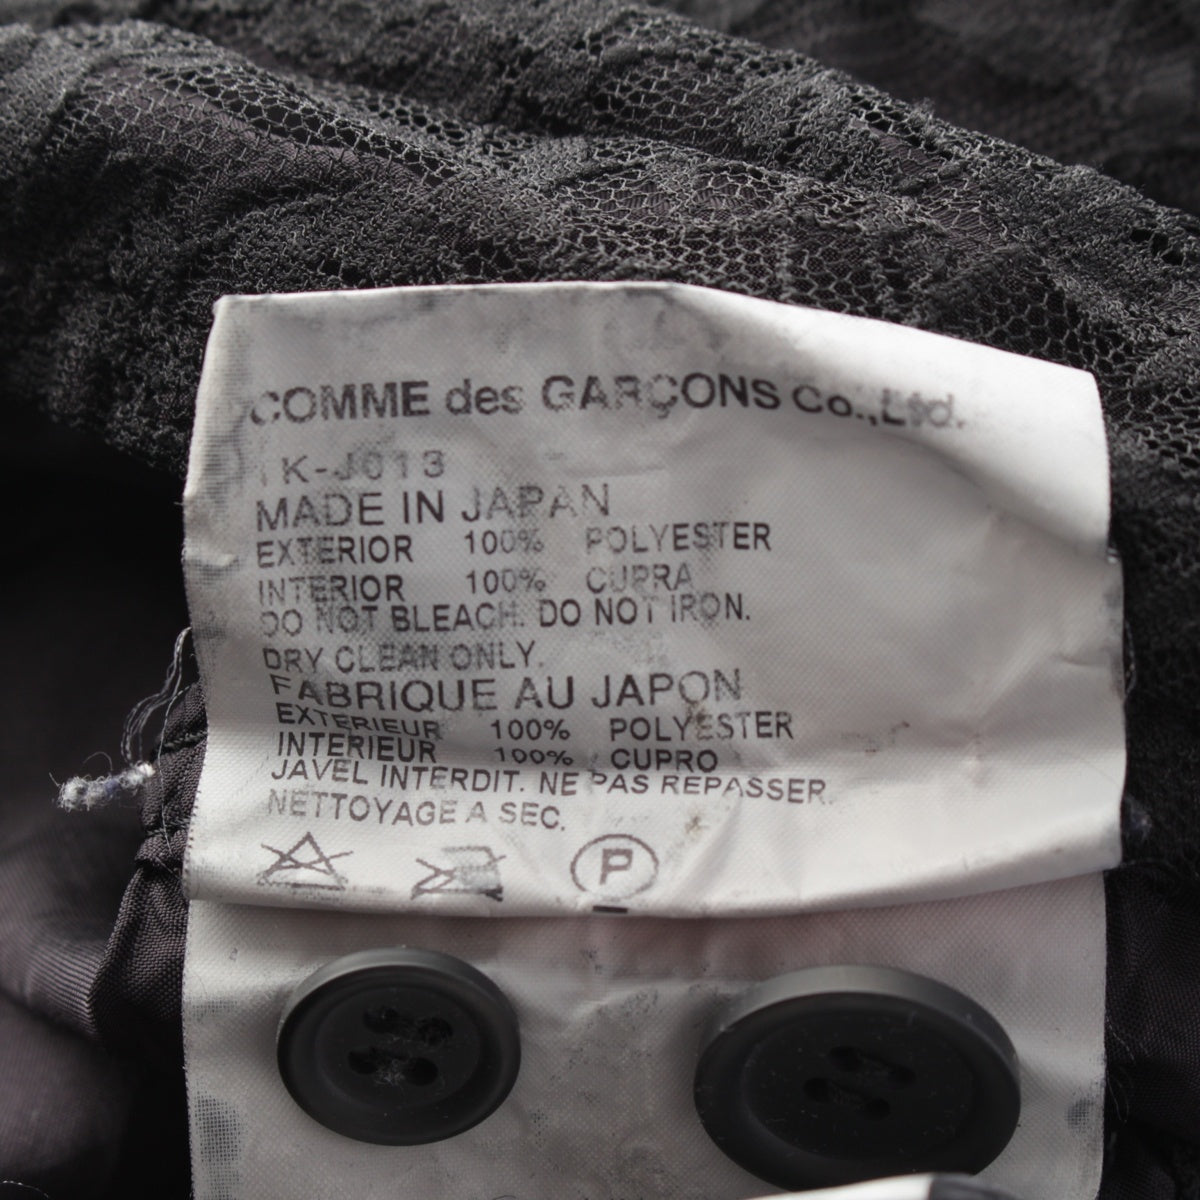 COMME des GARÇONS Co.,Ltd.
K-J013
MADE IN JAPAN
EXTERIOR 100% POLYESTER
INTERIOR 100% CUPRA
DO NOT BLEACH. DO NOT IRON.
DRY CLEAN ONLY.
FABRIQUE AU JAPON
EXTERIEUR 100% POLYESTER
INTERIEUR 100% CUPRO
JAVEL INTERDIT. NE PAS REPASSER.
NETTOYAGE A SEC.
P